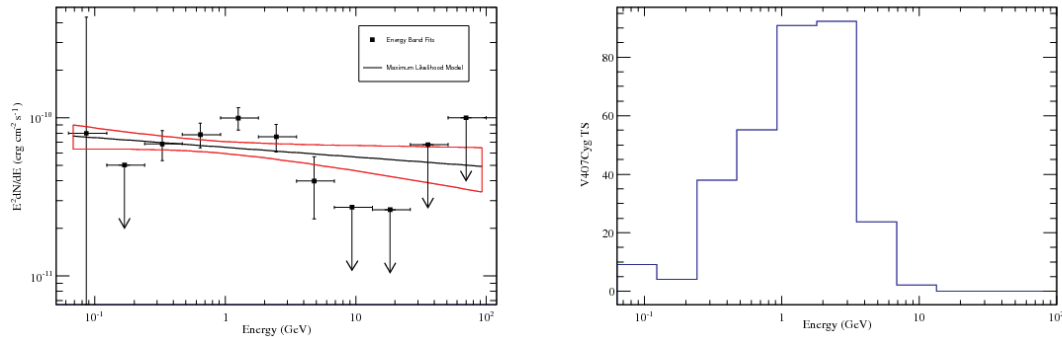 E²dN/dE (erg cm⁻² s⁻¹)
10⁻¹⁰
10⁻¹¹
Energy Band Fits
Maximum Likelihood Model
10⁻¹
1
10
10²
Energy (GeV)
V407Cyg TS
80
60
40
20
0
10⁻¹
1
10
10²
Energy (GeV)